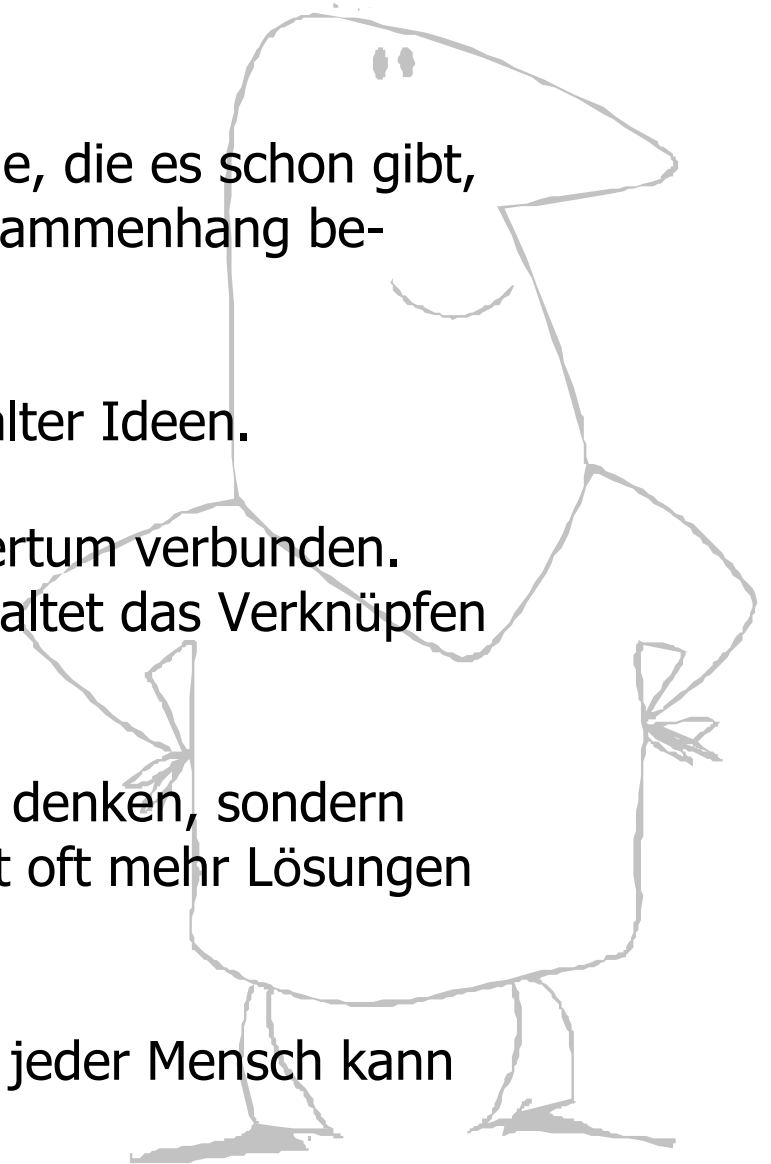 e, die es schon gibt,
ammenhang be-
lter Ideen.
ertum verbunden.
altet das Verknüpfen
denken, sondern
t oft mehr Lösungen
jeder Mensch kann